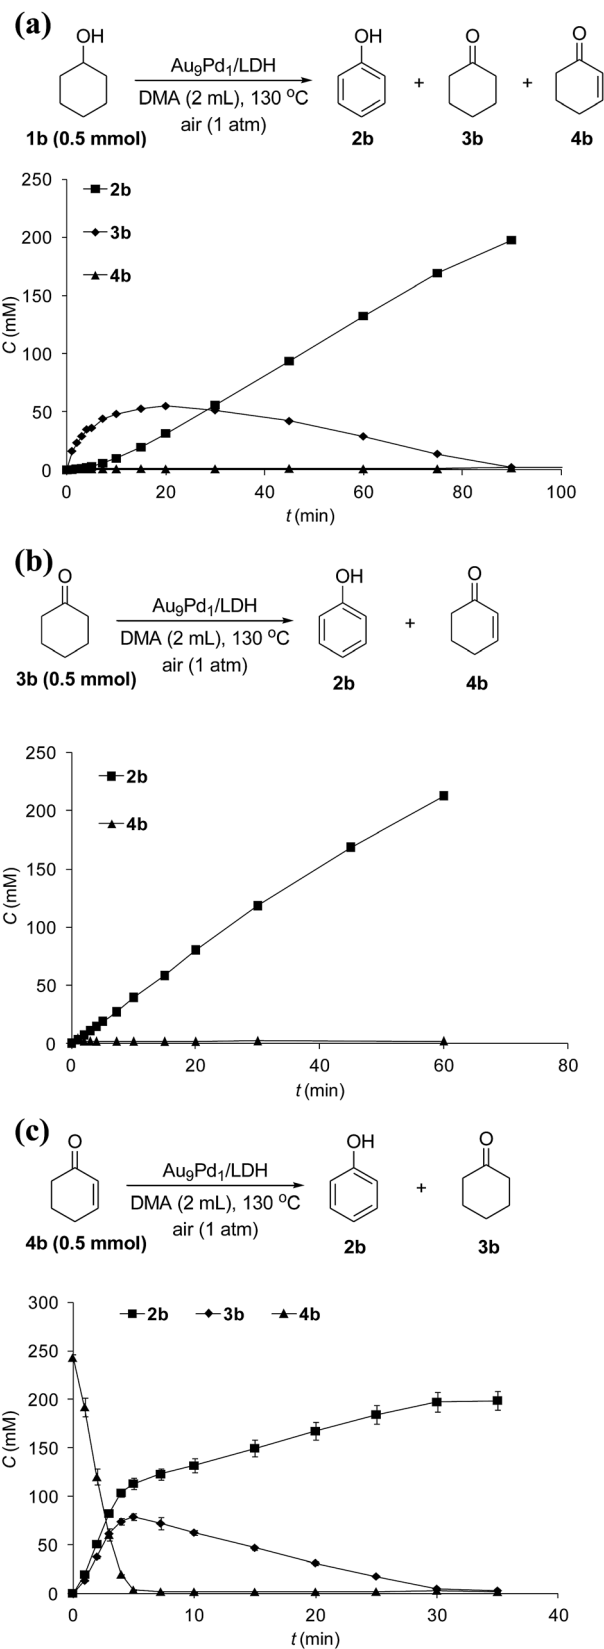 (a)
OH
O
O
Au9Pd1/LDH
DMA (2 mL), 130 °C
air (1 atm)
+
+
1b (0.5 mmol)
2b
3b
4b
OH
250
200
150
100
50
0
C (mM)
2b
3b
4b
0
20
40
60
80
100
t (min)
(b)
O
OH
O
Au9Pd1/LDH
DMA (2 mL), 130 °C
air (1 atm)
+
3b (0.5 mmol)
2b
4b
250
200
150
100
50
0
C (mM)
2b
4b
0
20
40
60
80
t (min)
(c)
O
OH
O
Au9Pd1/LDH
DMA (2 mL), 130 °C
air (1 atm)
+
4b (0.5 mmol)
2b
3b
300
250
200
150
100
50
0
C (mM)
2b
3b
4b
0
10
20
30
40
t (min)